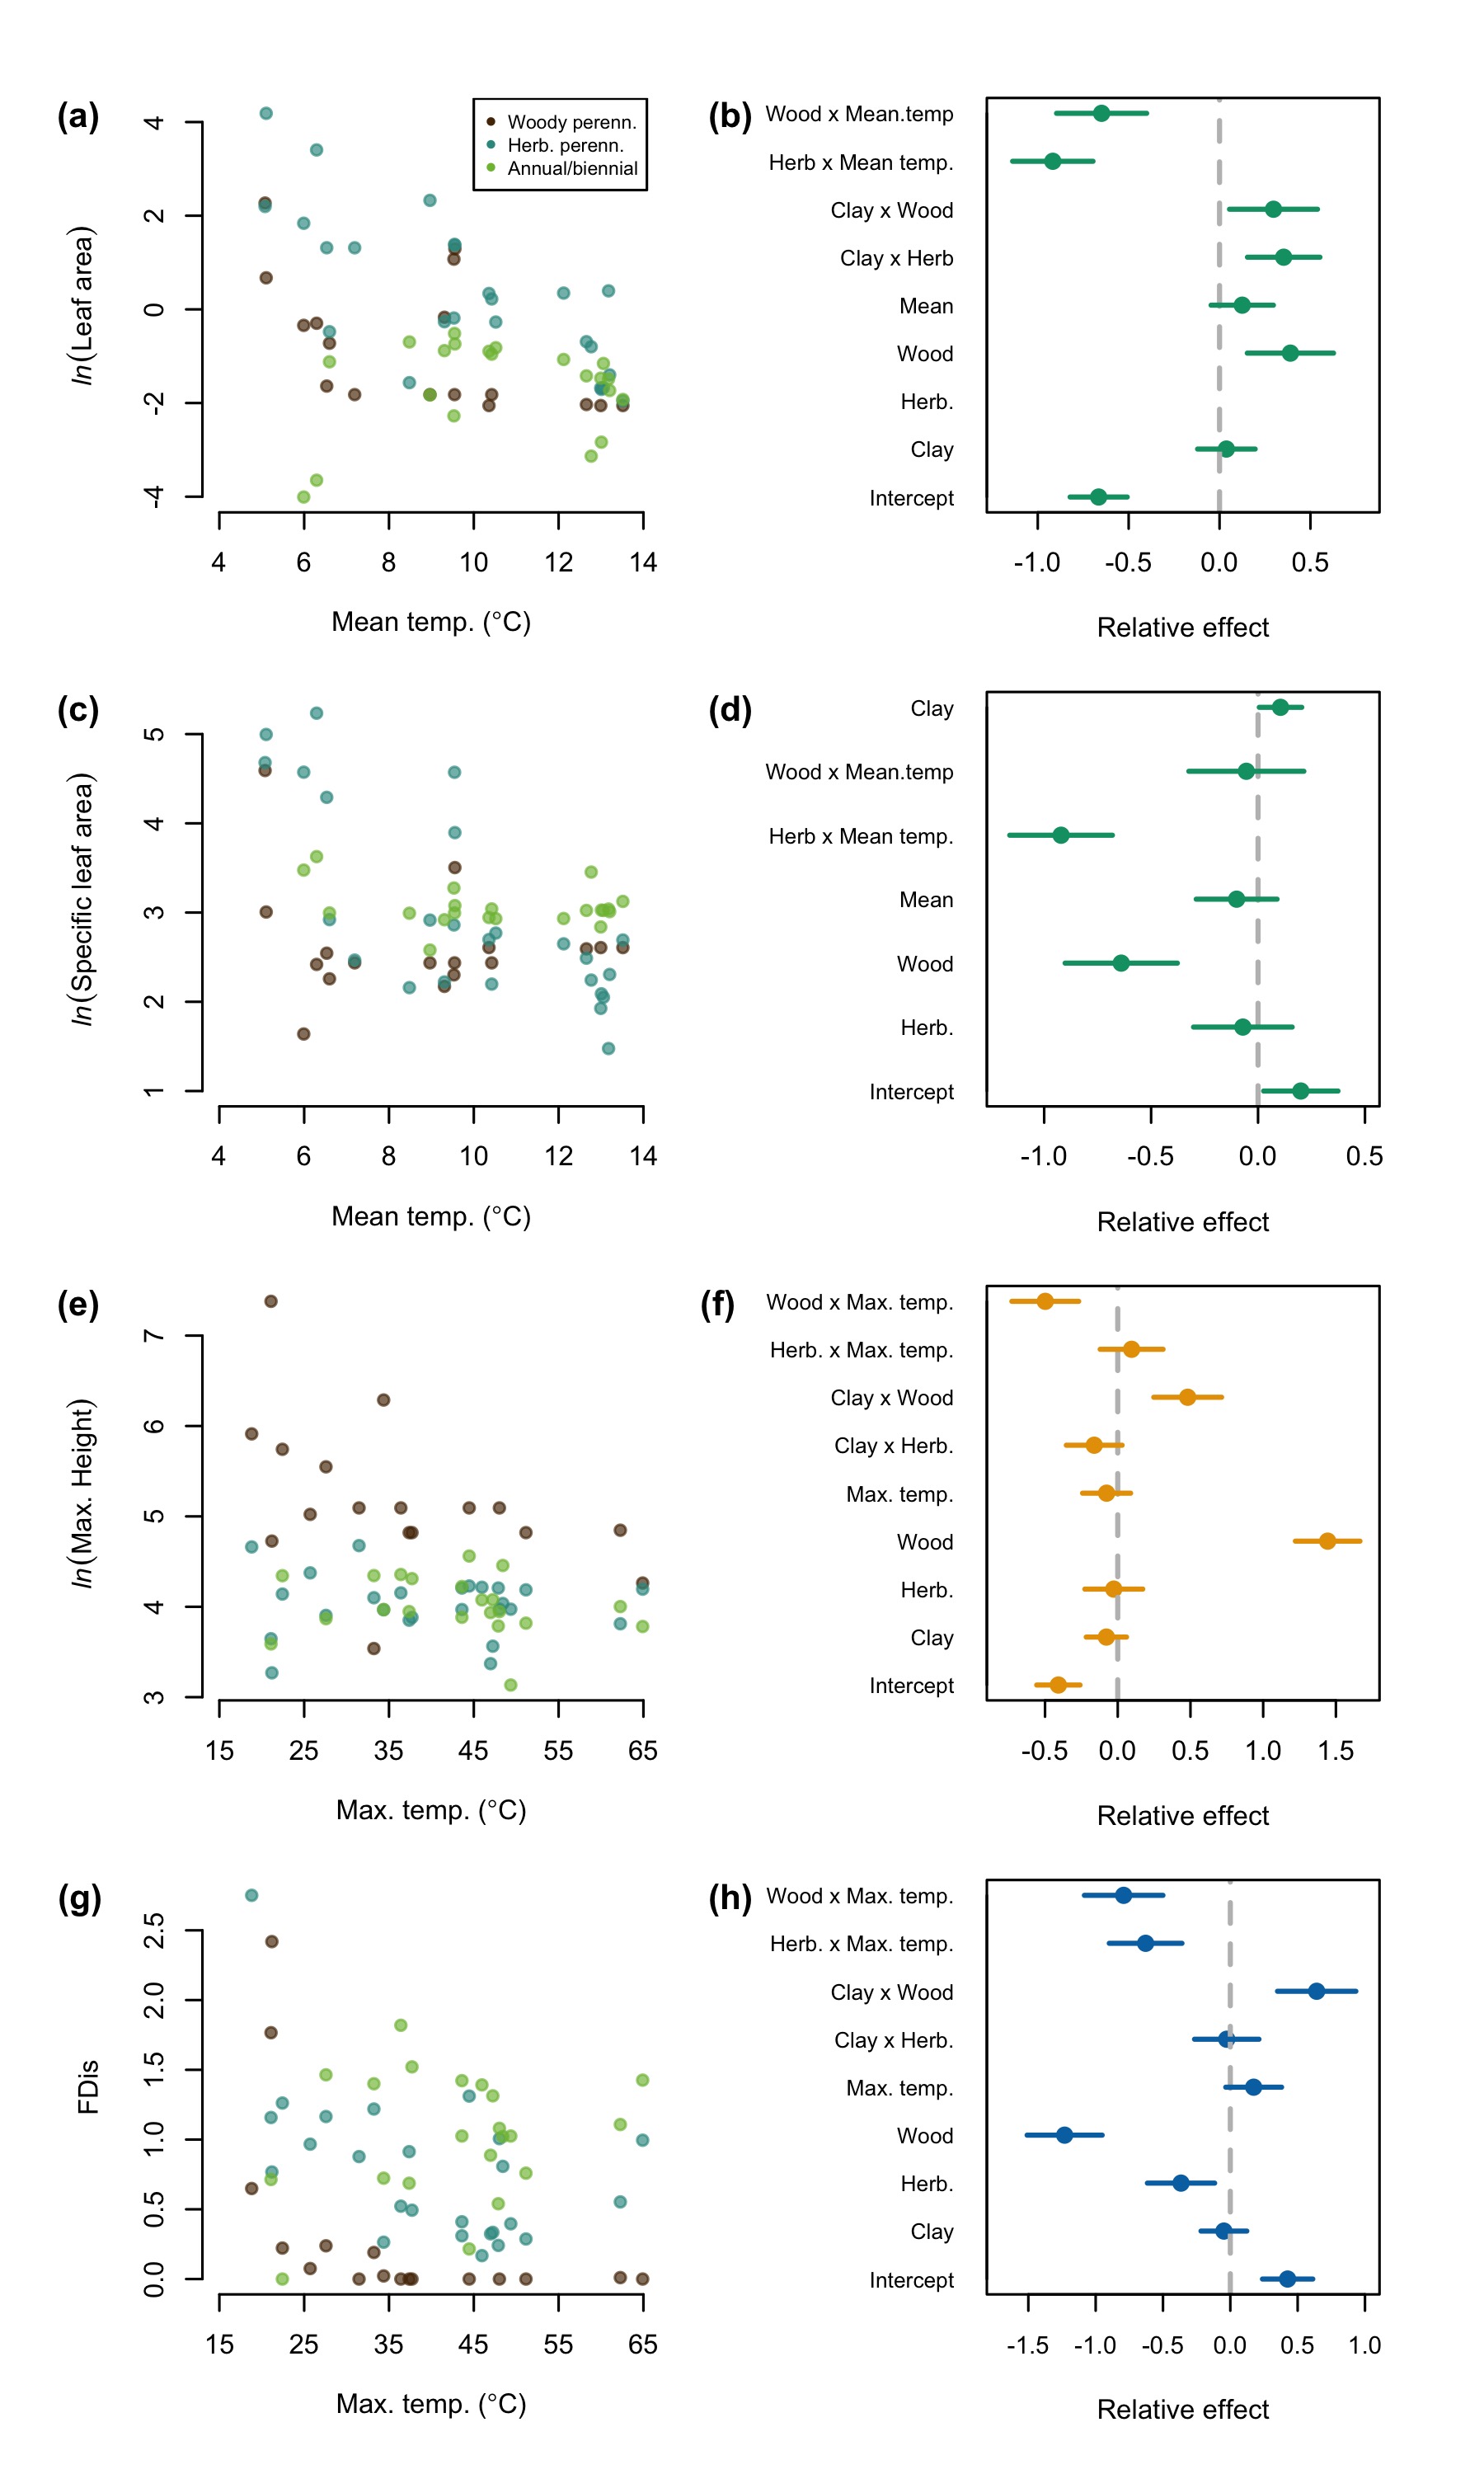 (a)
4
2
0
-2
-4
ln(Leaf area)
Woody perenn.
Herb. perenn.
Annual/biennial
4 6 8 10 12 14
Mean temp. (°C)
(b)
Wood x Mean.temp
Herb x Mean temp.
Clay x Wood
Clay x Herb
Mean
Wood
Herb.
Clay
Intercept
-1.0 -0.5 0.0 0.5
Relative effect
(c)
5
4
3
2
1
ln(Specific leaf area)
4 6 8 10 12 14
Mean temp. (°C)
(d)
Clay
Wood x Mean.temp
Herb x Mean temp.
Mean
Wood
Herb.
Intercept
-1.0 -0.5 0.0 0.5
Relative effect
(e)
7
6
5
4
3
ln(Max. Height)
15 25 35 45 55 65
Max. temp. (°C)
(f)
Wood x Max. temp.
Herb. x Max. temp.
Clay x Wood
Clay x Herb.
Max. temp.
Wood
Herb.
Clay
Intercept
-0.5 0.0 0.5 1.0 1.5
Relative effect
(g)
2.5
2.0
1.5
1.0
0.5
0.0
FDis
15 25 35 45 55 65
Max. temp. (°C)
(h)
Wood x Max. temp.
Herb. x Max. temp.
Clay x Wood
Clay x Herb.
Max. temp.
Wood
Herb.
Clay
Intercept
-1.5 -1.0 -0.5 0.0 0.5 1.0
Relative effect